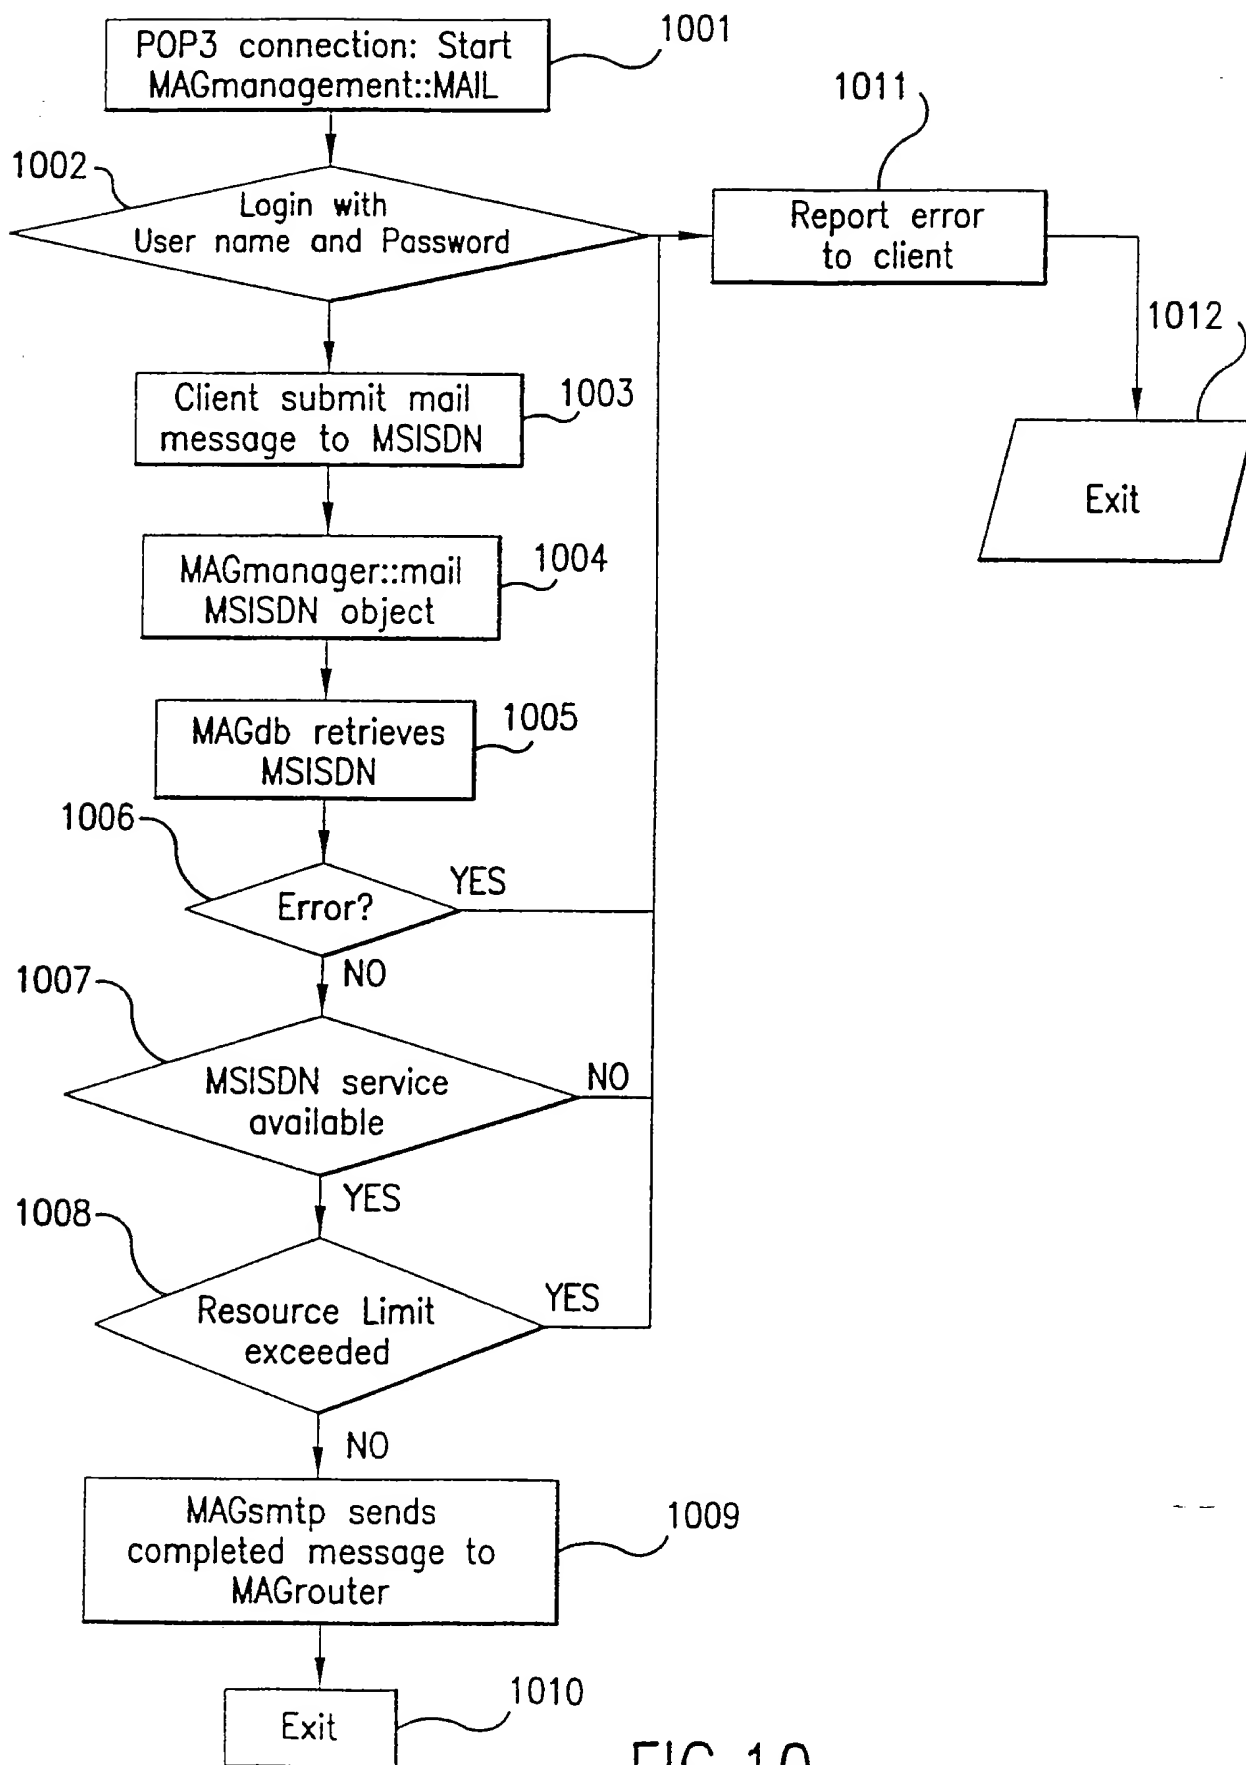 POP3 connection: Start
MAGmanagement::MAIL
1001
1011
1002
Login with
User name and Password
Report error
to client
1012
Exit
Client submit mail
message to MSISDN
1003
MAGmanager::mail
MSISDN object
1004
MAGdb retrieves
MSISDN
1005
1006
Error?
YES
NO
1007
MSISDN service
available
NO
YES
1008
Resource Limit
exceeded
YES
NO
MAGsmtp sends
completed message to
MAGrouter
1009
Exit
1010
FIG.10